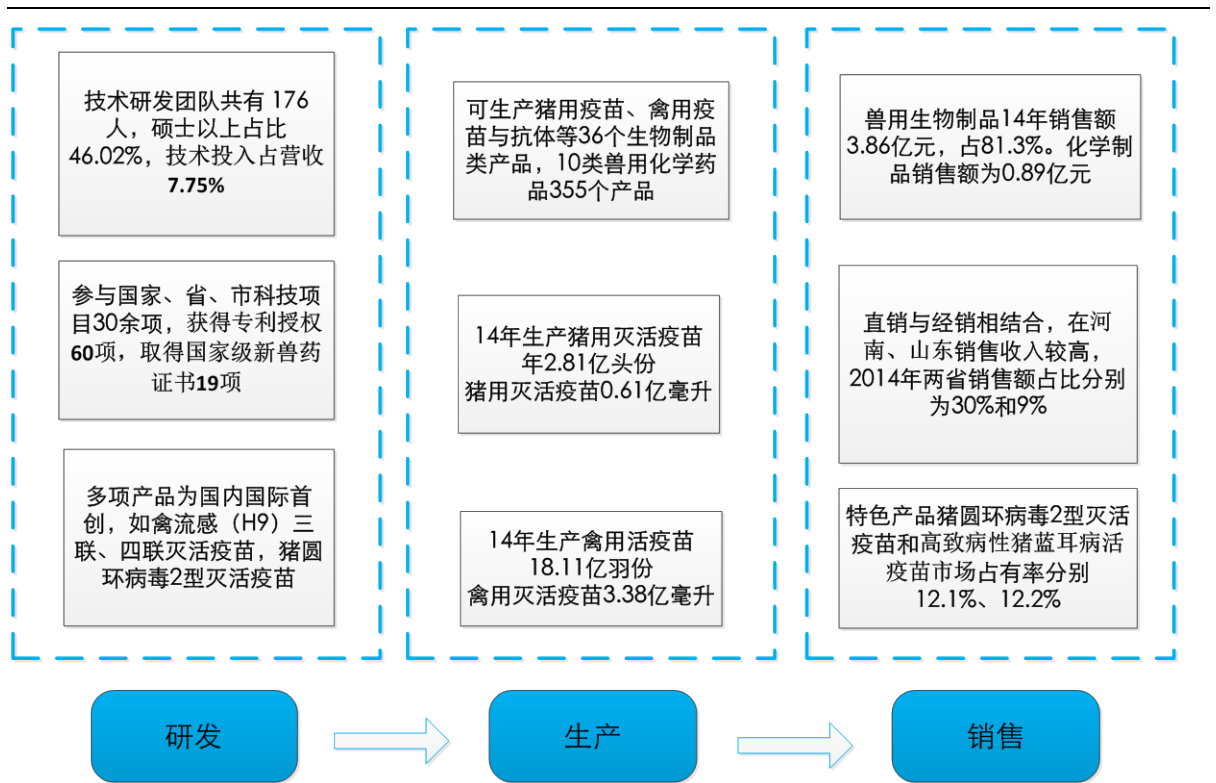 技术研发团队共有 176
人，硕士以上占比
46.02%，技术投入占营收
7.75%
参与国家、省、市科技项
目30余项，获得专利授权
60项，取得国家级新兽药
证书19项
多项产品为国内国际首
创，如禽流感（H9）三
联、四联灭活疫苗，猪圆
环病毒2型灭活疫苗
可生产猪用疫苗、禽用疫
苗与抗体等36个生物制品
类产品，10类兽用化学药
品355个产品
14年生产猪用灭活疫苗
年2.81亿头份
猪用灭活疫苗0.61亿毫升
14年生产禽用活疫苗
18.11亿羽份
禽用灭活疫苗3.38亿毫升
兽用生物制品14年销售额
3.86亿元，占81.3%。化学制
品销售额为0.89亿元
直销与经销相结合，在河
南、山东销售收入较高，
2014年两省销售额占比分别
为30%和9%
特色产品猪圆环病毒2型灭活
疫苗和高致病性猪蓝耳病活
疫苗市场占有率分别
12.1%、12.2%
研发
生产
销售